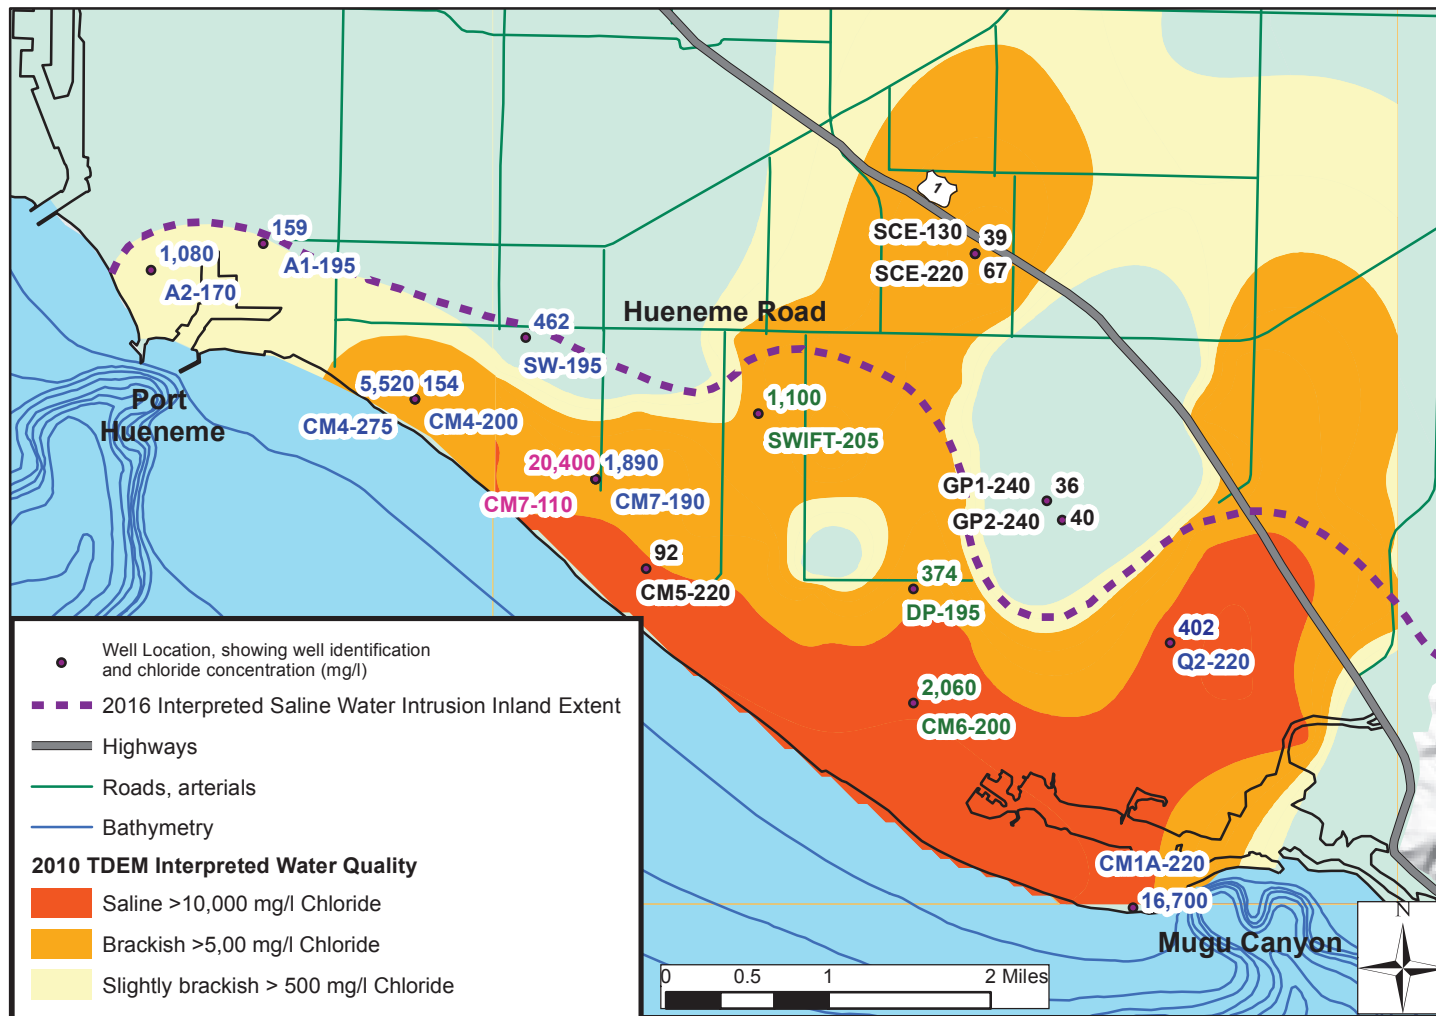 1
SCE-130 39
SCE-220 67
159
1,080
A1-195
A2-170
Hueneme Road
462
SW-195
5,520 154
CM4-275 CM4-200
Port
Hueneme
1,100
SWIFT-205
20,400 1,890
CM7-110 CM7-190
GP1-240 36
GP2-240 40
92
CM5-220
374
DP-195
402
Q2-220
2,060
CM6-200
CM1A-220
16,700
Mugu Canyon
Well Location, showing well identification
and chloride concentration (mg/l)
2016 Interpreted Saline Water Intrusion Inland Extent
Highways
Roads, arterials
Bathymetry
2010 TDEM Interpreted Water Quality
Saline >10,000 mg/l Chloride
Brackish >5,00 mg/l Chloride
Slightly brackish > 500 mg/l Chloride
0 0.5 1 2 Miles
N